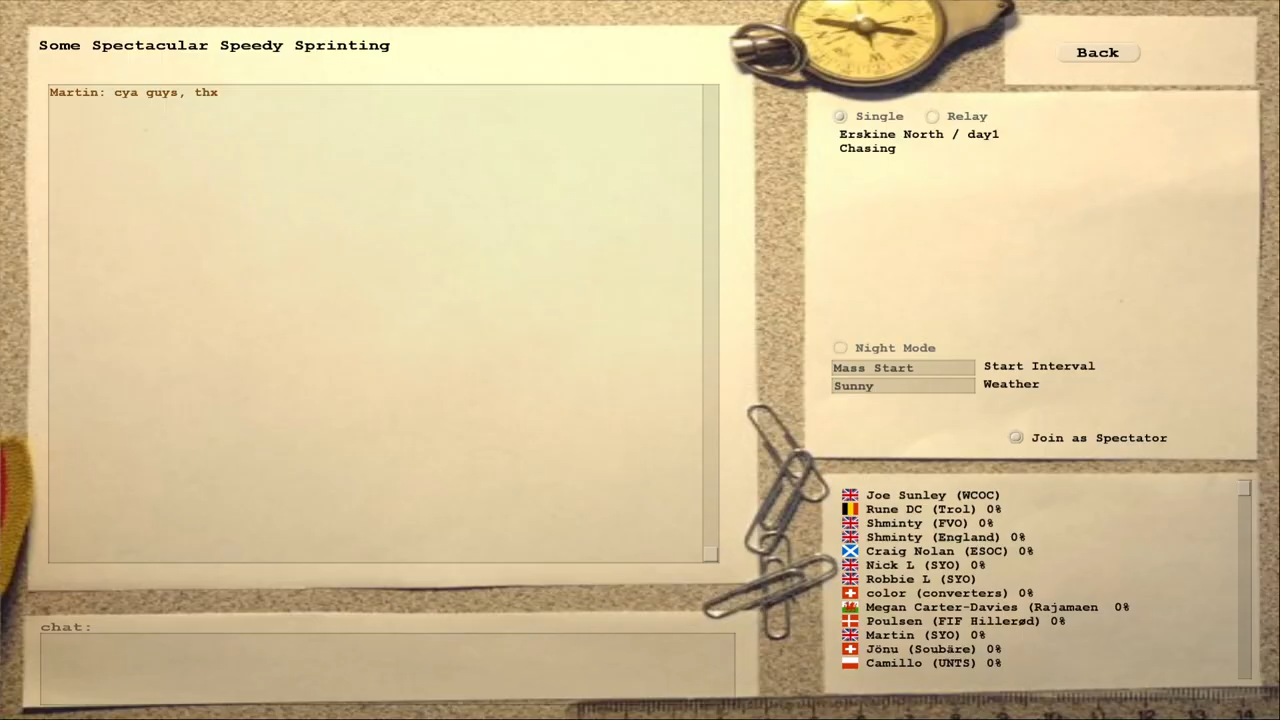 Some Spectacular Speedy Sprinting
Martin: cya guys, thx
chat:
Back
Single Relay
Erskine North / day1
Chasing
Night Mode
Mass Start Start Interval
Sunny Weather
Join as Spectator
Joe Sunley (WCOC)
Rune DC (Trol) 0%
Shminty (FVO) 0%
Shminty (England) 0%
Craig Nolan (ESOC) 0%
Nick L (SYO) 0%
Robbie L (SYO)
color (converters) 0%
Megan Carter-Davies (Rajamaen 0%
Poulsen (FIF Hillerød) 0%
Martin (SYO) 0%
Jönu (Soubäre) 0%
Camillo (UNTS) 0%